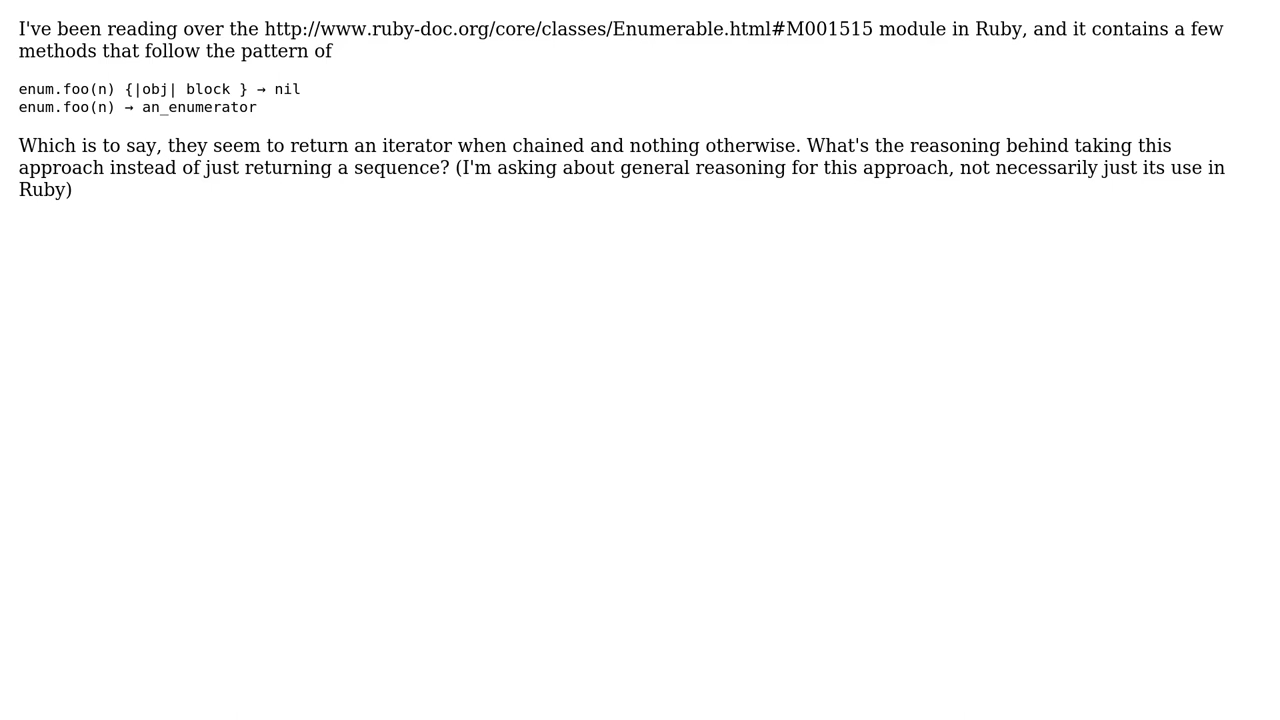 I've been reading over the http://www.ruby-doc.org/core/classes/Enumerable.html#M001515 module in Ruby, and it contains a few
methods that follow the pattern of
enum.foo(n) {|obj| block } → nil
enum.foo(n) → an_enumerator
Which is to say, they seem to return an iterator when chained and nothing otherwise. What's the reasoning behind taking this
approach instead of just returning a sequence? (I'm asking about general reasoning for this approach, not necessarily just its use in
Ruby)